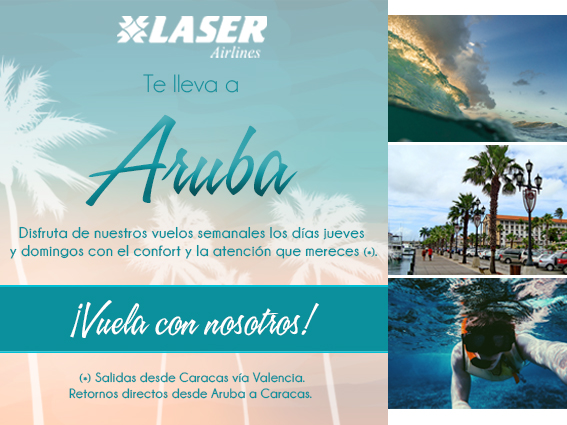 LASER
Airlines
Te lleva a
Aruba
Disfruta de nuestros vuelos semanales los días jueves
y domingos con el confort y la atención que mereces (*).
¡Vuela con nosotros!
(*) Salidas desde Caracas vía Valencia.
Retornos directos desde Aruba a Caracas.